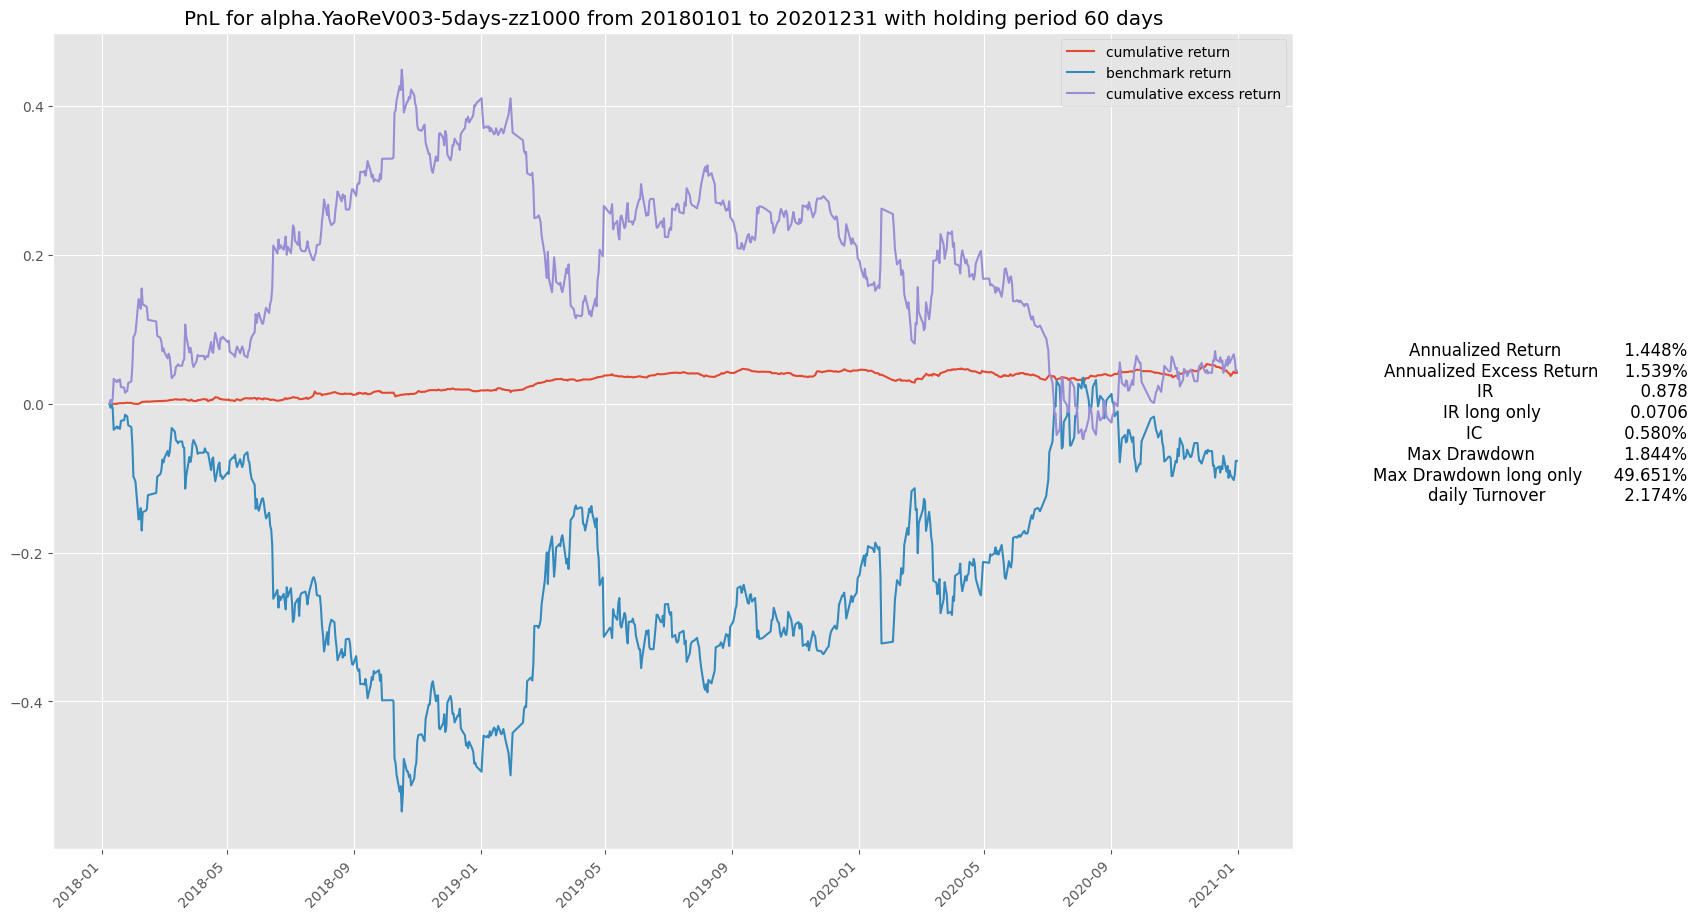 PnL for alpha.YaoReV003-5days-zz1000 from 20180101 to 20201231 with holding period 60 days
cumulative return
benchmark return
cumulative excess return
0.4
0.2
0.0
−0.2
−0.4
2018-01
2018-05
2018-09
2019-01
2019-05
2019-09
2020-01
2020-05
2020-09
2021-01
Annualized Return 1.448%
Annualized Excess Return 1.539%
IR 0.878
IR long only 0.0706
IC 0.580%
Max Drawdown 1.844%
Max Drawdown long only 49.651%
daily Turnover 2.174%